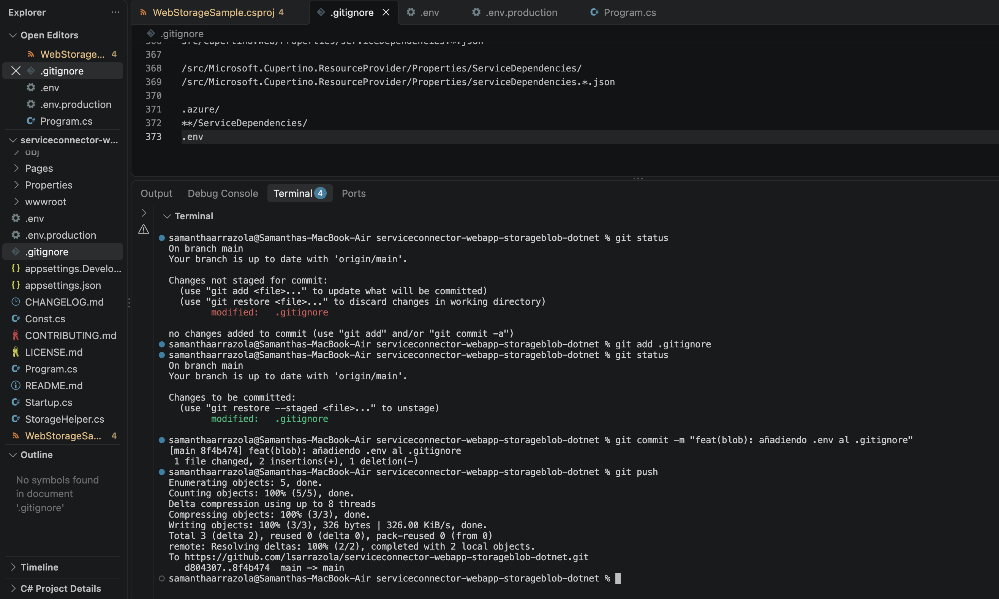 Explorer
Open Editors
WebStorage... 4
.gitignore
.env
.env.production
Program.cs
serviceconnector-w...
obj
Pages
Properties
wwwroot
.env
.env.production
.gitignore
appsettings.Develo...
appsettings.json
CHANGELOG.md
Const.cs
CONTRIBUTING.md
LICENSE.md
Program.cs
README.md
Startup.cs
StorageHelper.cs
WebStorageSa... 4
Outline
No symbols found
in document
'.gitignore'
Timeline
C# Project Details
WebStorageSample.csproj 4 .gitignore .env .env.production Program.cs
.gitignore
366 src/Cupertino.Web/Properties/serviceDependencies.*.json
367
368 /src/Microsoft.Cupertino.ResourceProvider/Properties/ServiceDependencies/
369 /src/Microsoft.Cupertino.ResourceProvider/Properties/serviceDependencies.*.json
370
371 .azure/
372 **/ServiceDependencies/
373 .env
Output Debug Console Terminal 4 Ports
Terminal
samanthaarrazola@Samanthas-MacBook-Air serviceconnector-webapp-storageblob-dotnet % git status
On branch main
Your branch is up to date with 'origin/main'.
Changes not staged for commit:
(use "git add <file>..." to update what will be committed)
(use "git restore <file>..." to discard changes in working directory)
modified: .gitignore
no changes added to commit (use "git add" and/or "git commit -a")
samanthaarrazola@Samanthas-MacBook-Air serviceconnector-webapp-storageblob-dotnet % git add .gitignore
samanthaarrazola@Samanthas-MacBook-Air serviceconnector-webapp-storageblob-dotnet % git status
On branch main
Your branch is up to date with 'origin/main'.
Changes to be committed:
(use "git restore --staged <file>..." to unstage)
modified: .gitignore
samanthaarrazola@Samanthas-MacBook-Air serviceconnector-webapp-storageblob-dotnet % git commit -m "feat(blob): añadiendo .env al .gitignore"
[main 8f4b474] feat(blob): añadiendo .env al .gitignore
1 file changed, 2 insertions(+), 1 deletion(-)
samanthaarrazola@Samanthas-MacBook-Air serviceconnector-webapp-storageblob-dotnet % git push
Enumerating objects: 5, done.
Counting objects: 100% (5/5), done.
Delta compression using up to 8 threads
Compressing objects: 100% (3/3), done.
Writing objects: 100% (3/3), 326 bytes | 326.00 KiB/s, done.
Total 3 (delta 2), reused 0 (delta 0), pack-reused 0 (from 0)
remote: Resolving deltas: 100% (2/2), completed with 2 local objects.
To https://github.com/lsarrazola/serviceconnector-webapp-storageblob-dotnet.git
d804307..8f4b474 main -> main
samanthaarrazola@Samanthas-MacBook-Air serviceconnector-webapp-storageblob-dotnet %